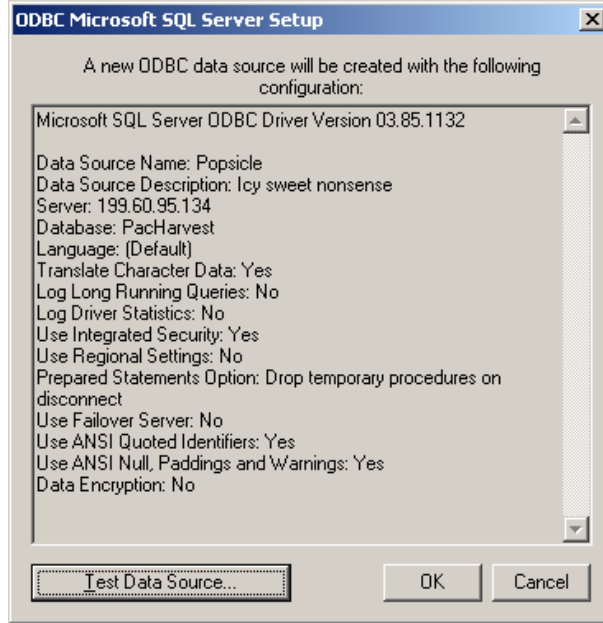 ODBC Microsoft SQL Server Setup
A new ODBC data source will be created with the following
configuration:
Microsoft SQL Server ODBC Driver Version 03.85.1132
Data Source Name: Popsicle
Data Source Description: Icy sweet nonsense
Server: 199.60.95.134
Database: PacHarvest
Language: (Default)
Translate Character Data: Yes
Log Long Running Queries: No
Log Driver Statistics: No
Use Integrated Security: Yes
Use Regional Settings: No
Prepared Statements Option: Drop temporary procedures on
disconnect
Use Failover Server: No
Use ANSI Quoted Identifiers: Yes
Use ANSI Null, Paddings and Warnings: Yes
Data Encryption: No
Test Data Source... OK Cancel